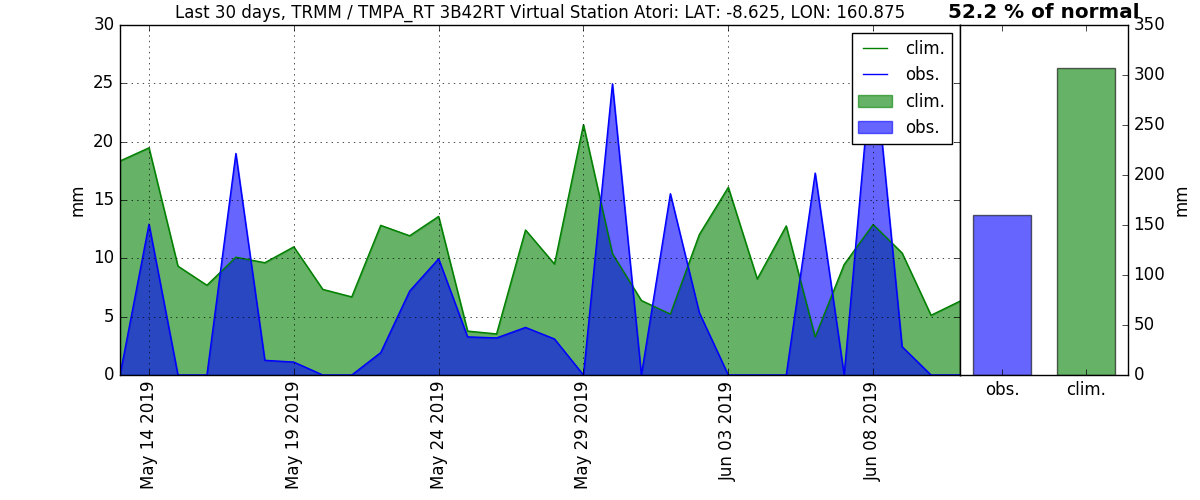 Last 30 days, TRMM / TMPA_RT 3B42RT Virtual Station Atori: LAT: -8.625, LON: 160.875
52.2 % of normal
30
25
20
15
10
5
0
mm
clim.
obs.
clim.
obs.
350
300
250
200
150
100
50
0
mm
May 14 2019
May 19 2019
May 24 2019
May 29 2019
Jun 03 2019
Jun 08 2019
obs.
clim.